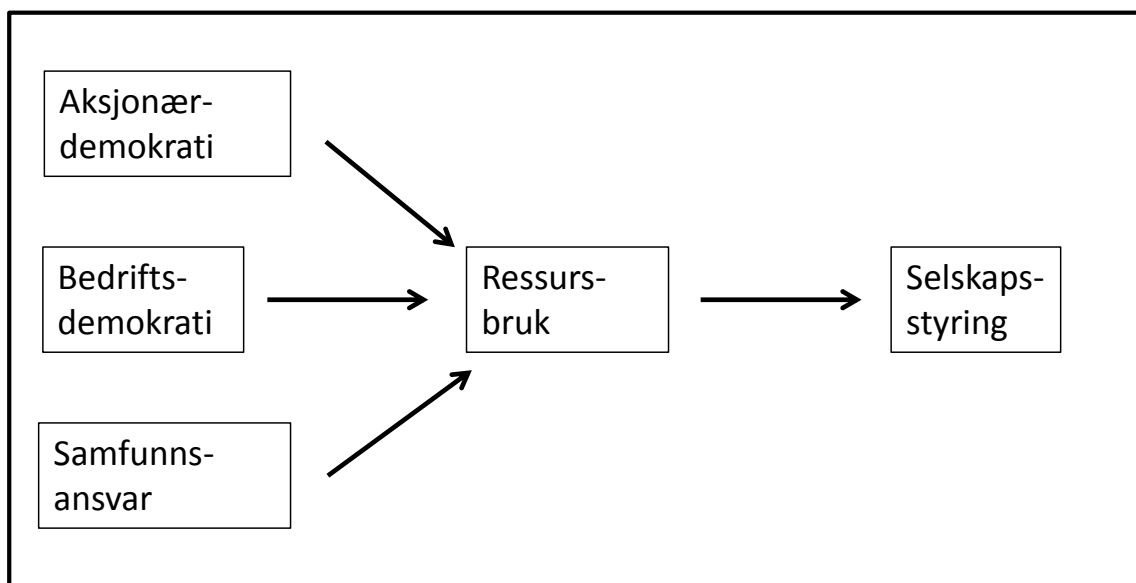 Aksjonær-
demokrati
Bedrifts-
demokrati
Samfunns-
ansvar
Ressurs-
bruk
Selskaps-
styring